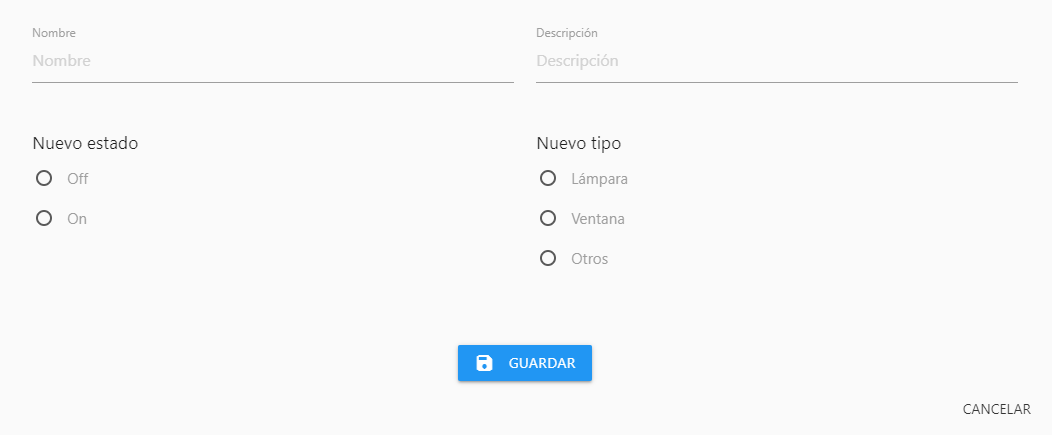 Nombre
Nombre
Descripción
Descripción
Nuevo estado
Off
On
Nuevo tipo
Lámpara
Ventana
Otros
GUARDAR
CANCELAR